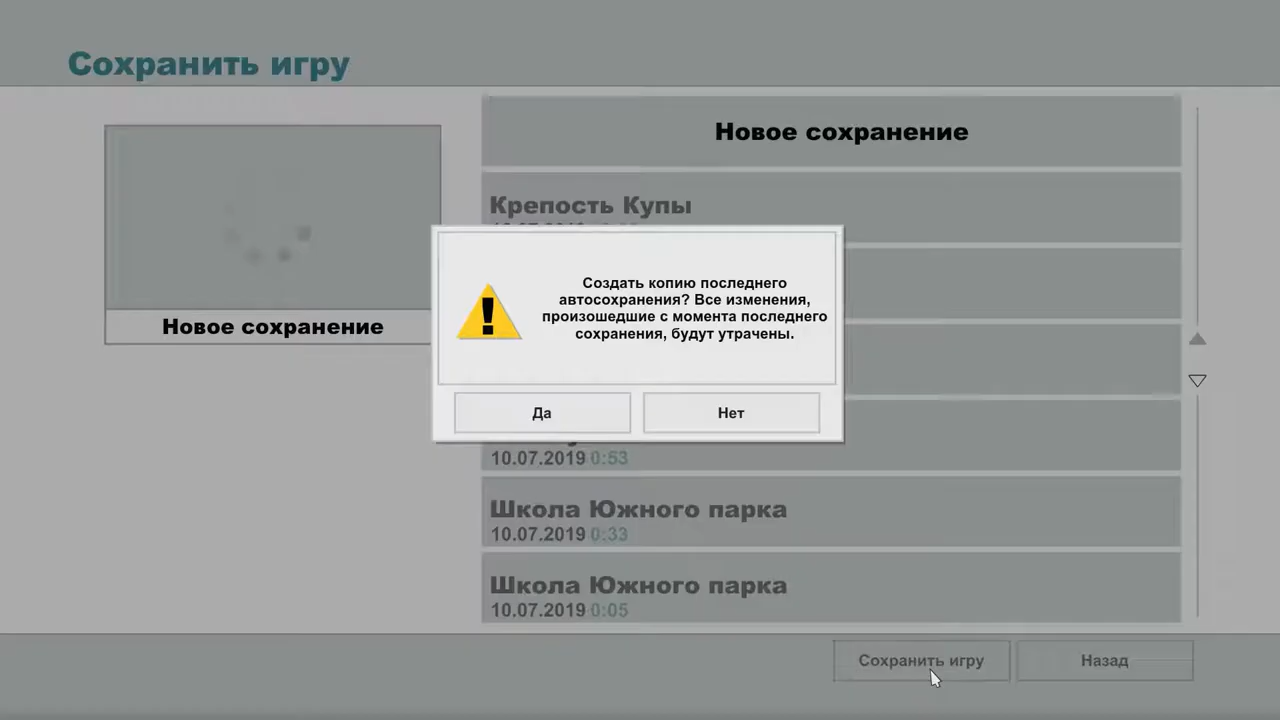 Сохранить игру
Новое сохранение
Крепость Купы
Новое сохранение
Создать копию последнего
автосохранения? Все изменения,
произошедшие с момента последнего
сохранения, будут утрачены.
Да
Нет
10.07.2019 0:53
Школа Южного парка
10.07.2019 0:33
Школа Южного парка
10.07.2019 0:05
Сохранить игру
Назад